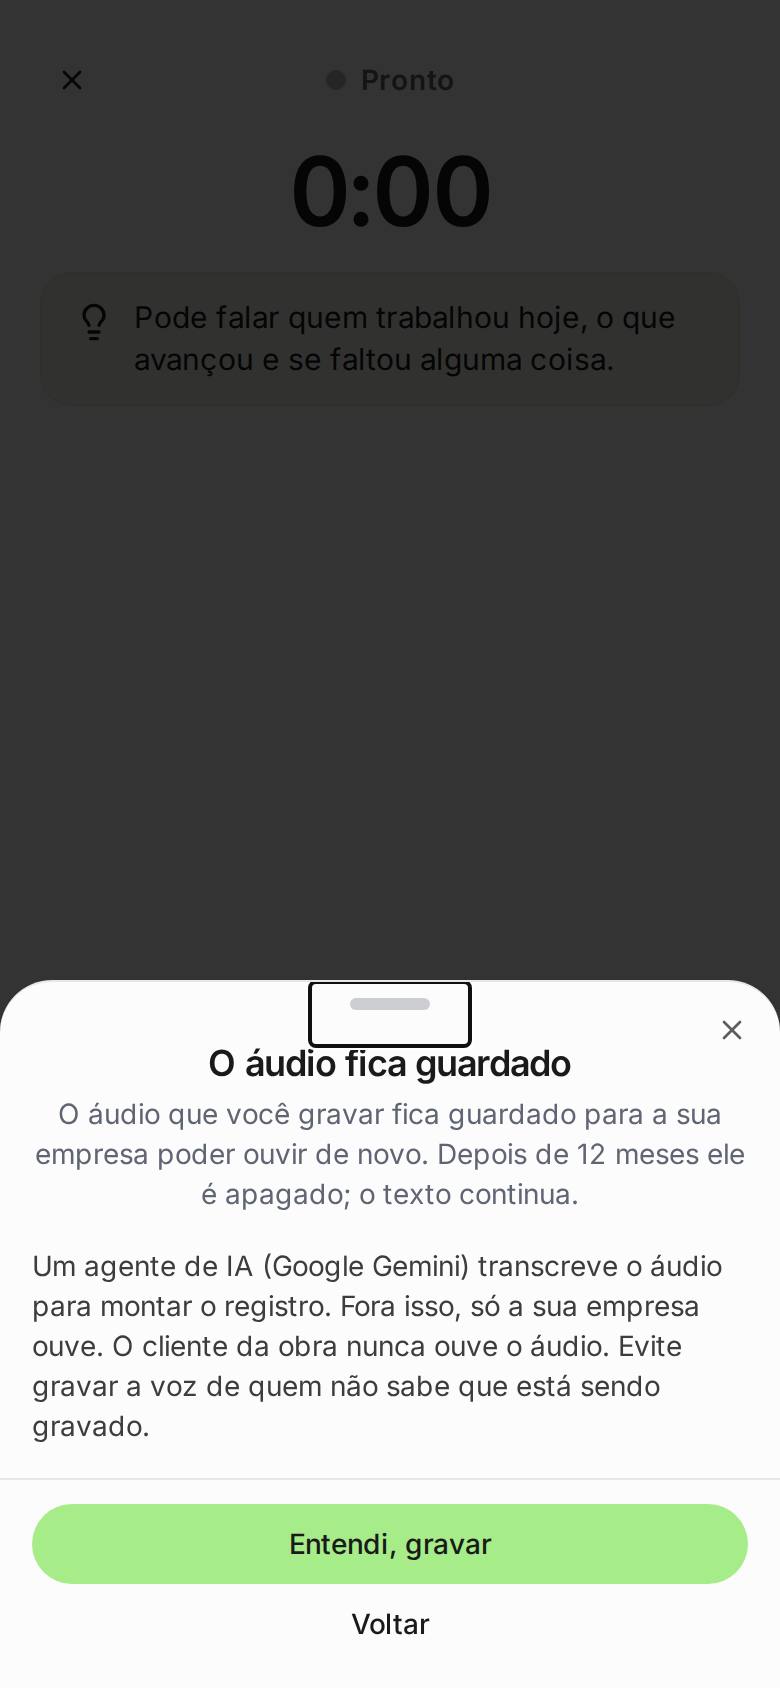 Pronto
0:00
Pode falar quem trabalhou hoje, o que
avançou e se faltou alguma coisa.
O áudio fica guardado
O áudio que você gravar fica guardado para a sua
empresa poder ouvir de novo. Depois de 12 meses ele
é apagado; o texto continua.
Um agente de IA (Google Gemini) transcreve o áudio
para montar o registro. Fora isso, só a sua empresa
ouve. O cliente da obra nunca ouve o áudio. Evite
gravar a voz de quem não sabe que está sendo
gravado.
Entendi, gravar
Voltar